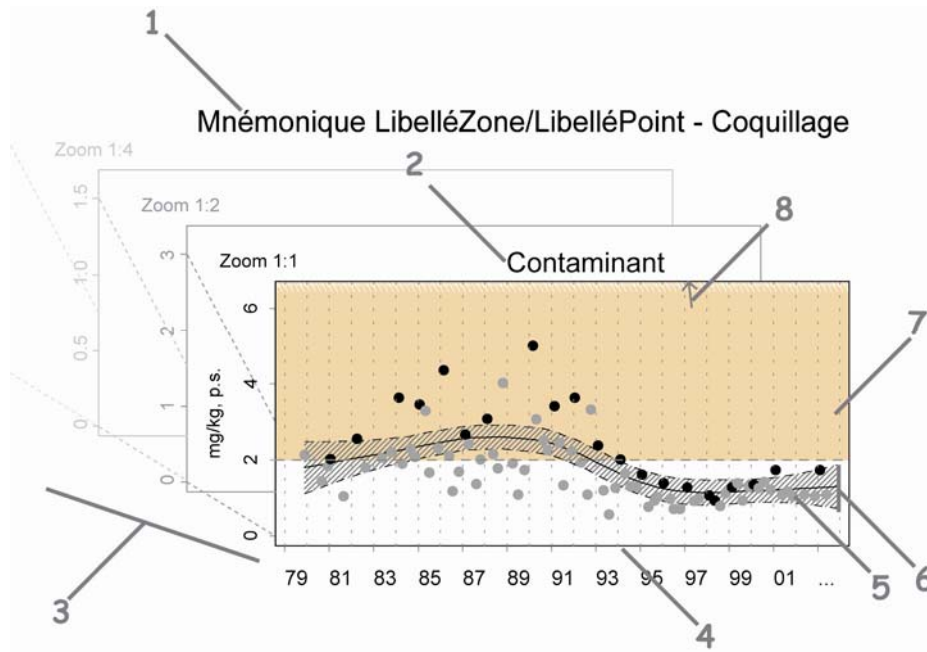 1
Mnémonique LibelléZone/LibelléPoint - Coquillage
2
Zoom 1:4
1.5
1.0
0.5
0
Zoom 1:2
3
2
1
0
8
Zoom 1:1
Contaminant
mg/kg, p.s.
6
4
2
0
7
6
5
79 81 83 85 87 89 91 93 95 97 99 01 ...
3
4